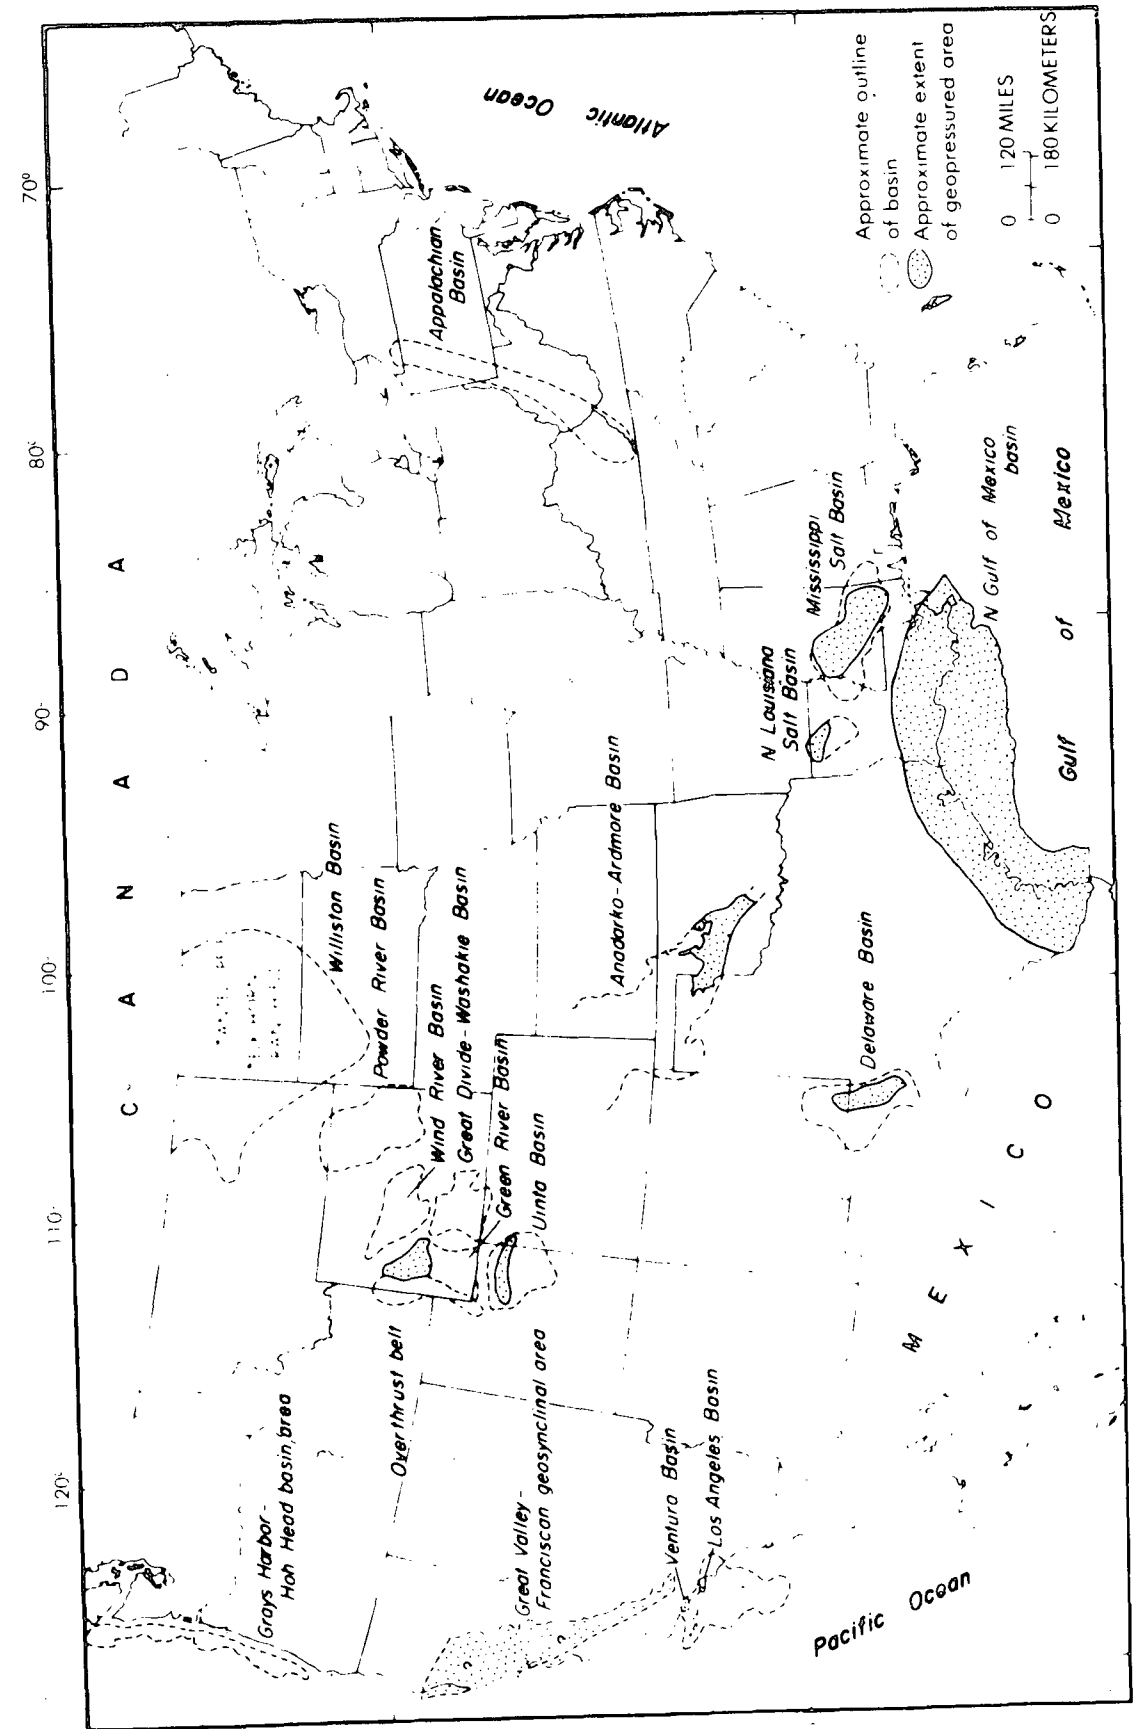 120°
110°
100°
90°
80°
70°
C A N A D A
Grays Harbor-
Hoh Head basin area
Overthrust belt
Great Valley-
Franciscan geosynclinal area
Ventura Basin
Los Angeles Basin
Pacific Ocean
Williston Basin
Powder River Basin
Wind River Basin
Great Divide-Washakie Basin
Green River Basin
Uinta Basin
Anadarko-Ardmore Basin
Delaware Basin
M E X I C O
N Louisiana
Salt Basin
Mississippi
Salt Basin
N Gulf of Mexico
basin
Gulf of Mexico
Appalachian
Basin
Atlantic Ocean
Approximate outline
of basin
Approximate extent
of geopressured area
0 120 MILES
0 180 KILOMETERS